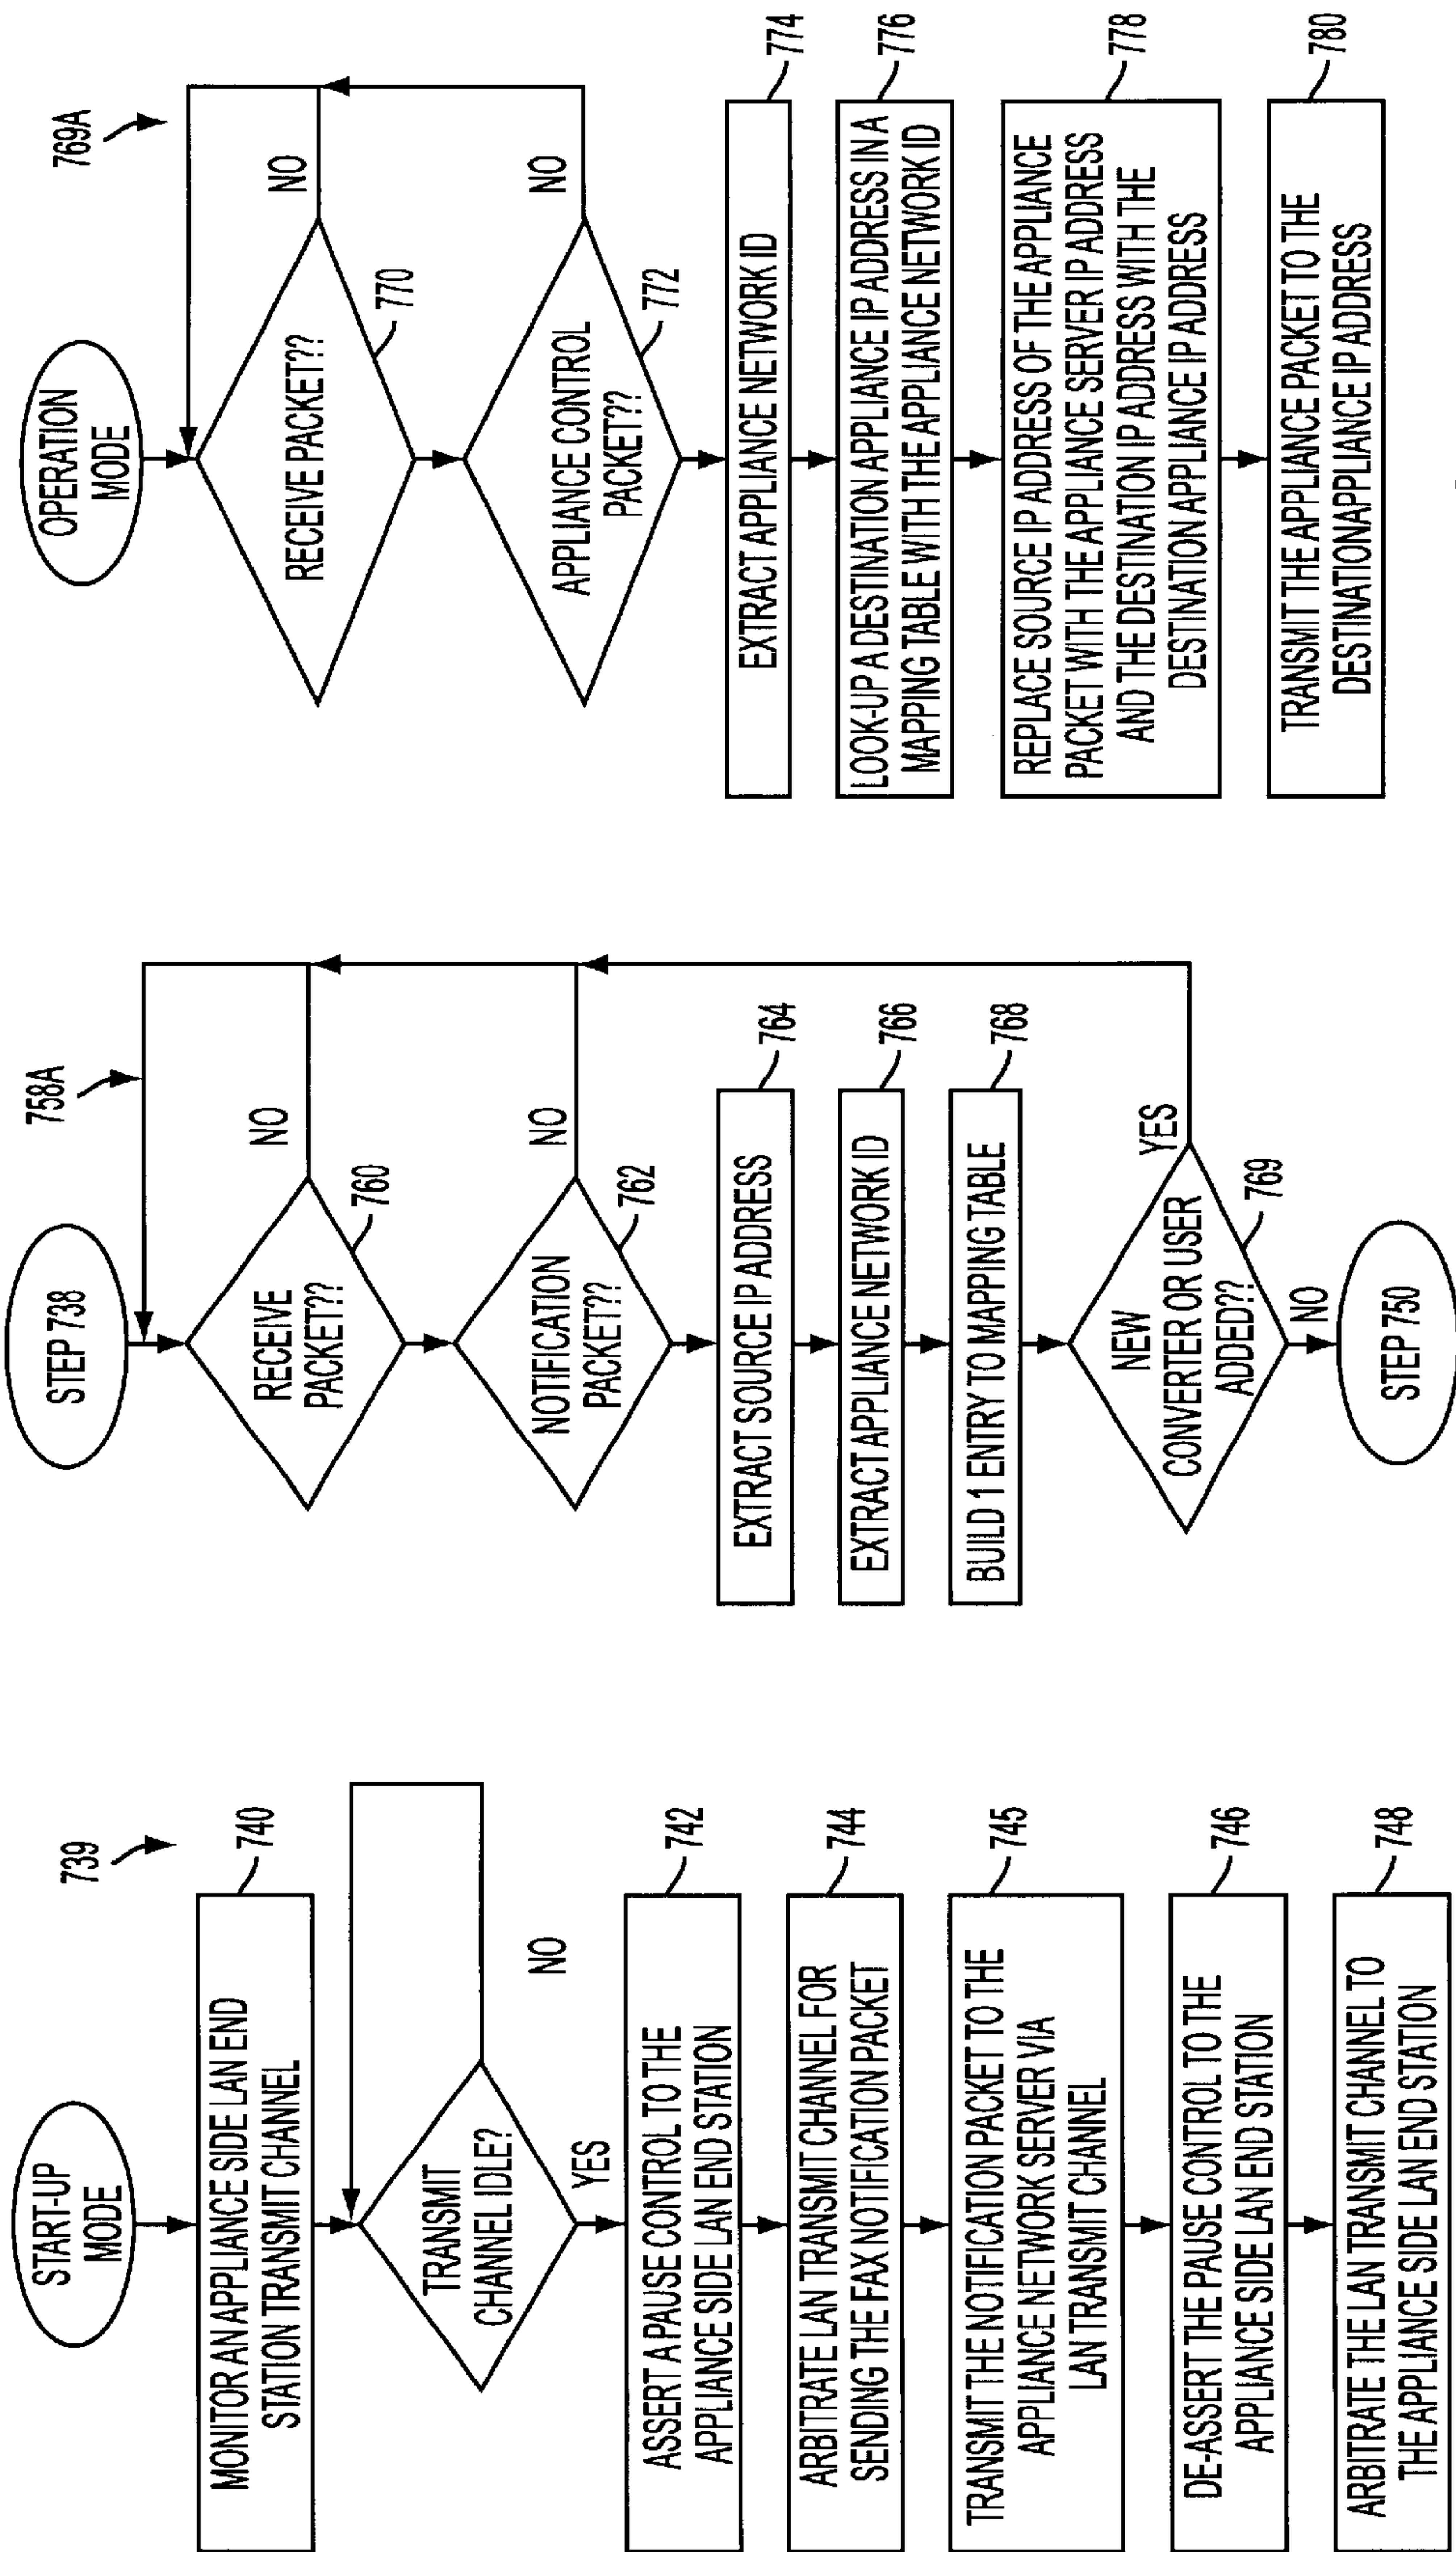 739
START-UP
MODE
740
MONITOR AN APPLIANCE SIDE LAN END
STATION TRANSMIT CHANNEL
TRANSMIT
CHANNEL IDLE?
NO
YES
742
ASSERT A PAUSE CONTROL TO THE
APPLIANCE SIDE LAN END STATION
744
ARBITRATE LAN TRANSMIT CHANNEL FOR
SENDING THE FAX NOTIFICATION PACKET
745
TRANSMIT THE NOTIFICATION PACKET TO THE
APPLIANCE NETWORK SERVER VIA
LAN TRANSMIT CHANNEL
746
DE-ASSERT THE PAUSE CONTROL TO THE
APPLIANCE SIDE LAN END STATION
748
ARBITRATE THE LAN TRANSMIT CHANNEL TO
THE APPLIANCE SIDE LAN END STATION
758A
STEP 738
RECEIVE
PACKET??
NO
760
NOTIFICATION
PACKET??
NO
762
764
EXTRACT SOURCE IP ADDRESS
766
EXTRACT APPLIANCE NETWORK ID
768
BUILD 1 ENTRY TO MAPPING TABLE
NEW
CONVERTER OR USER
ADDED??
YES
769
NO
STEP 750
769A
OPERATION
MODE
RECEIVE PACKET??
NO
770
APPLIANCE CONTROL
PACKET??
NO
772
774
EXTRACT APPLIANCE NETWORK ID
776
LOOK-UP A DESTINATION APPLIANCE IP ADDRESS IN A
MAPPING TABLE WITH THE APPLIANCE NETWORK ID
778
REPLACE SOURCE IP ADDRESS OF THE APPLIANCE
PACKET WITH THE APPLIANCE SERVER IP ADDRESS
AND THE DESTINATION IP ADDRESS WITH THE
DESTINATION APPLIANCE IP ADDRESS
780
TRANSMIT THE APPLIANCE PACKET TO THE
DESTINATIONAPPLIANCE IP ADDRESS